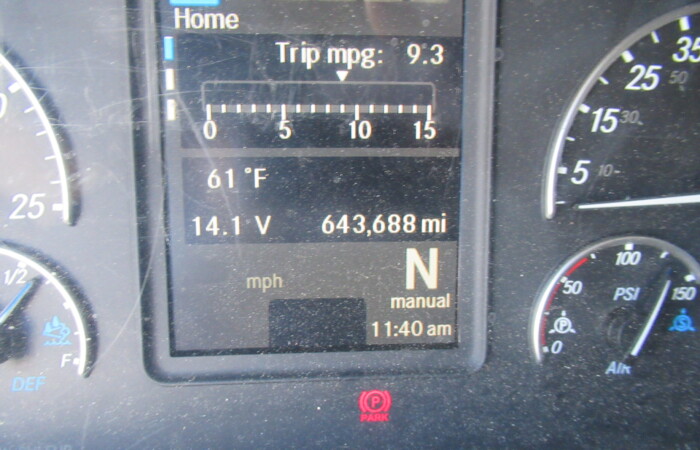 Home
Trip mpg: 9.3
0 5 10 15
61 °F
14.1 V 643,688 mi
mph
N
manual
11:40 am
25
1/2
F
DEF
P
PARK
5 15 25 35
10 30 50
0 50 100 150
PSI
P
S
AIR